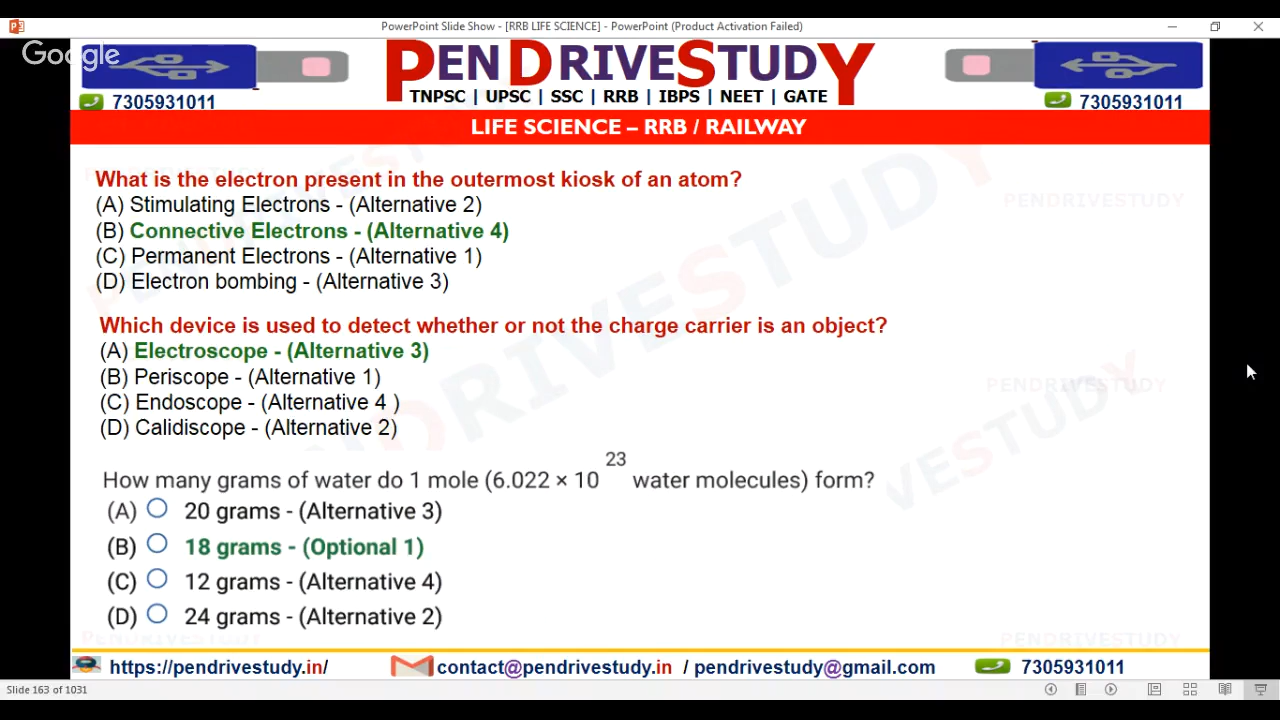 PowerPoint Slide Show - [RRB LIFE SCIENCE] - PowerPoint (Product Activation Failed)
Google
PENDRIVESTUDY
TNPSC | UPSC | SSC | RRB | IBPS | NEET | GATE
7305931011
7305931011
LIFE SCIENCE – RRB / RAILWAY
What is the electron present in the outermost kiosk of an atom?
(A) Stimulating Electrons - (Alternative 2)
(B) Connective Electrons - (Alternative 4)
(C) Permanent Electrons - (Alternative 1)
(D) Electron bombing - (Alternative 3)
Which device is used to detect whether or not the charge carrier is an object?
(A) Electroscope - (Alternative 3)
(B) Periscope - (Alternative 1)
(C) Endoscope - (Alternative 4 )
(D) Calidiscope - (Alternative 2)
How many grams of water do 1 mole (6.022 × 10 23 water molecules) form?
(A) 20 grams - (Alternative 3)
(B) 18 grams - (Optional 1)
(C) 12 grams - (Alternative 4)
(D) 24 grams - (Alternative 2)
PENDRIVESTUDY
PENDRIVESTUDY
PENDRIVESTUDY
PENDRIVESTUDY
https://pendrivestudy.in/ contact@pendrivestudy.in / pendrivestudy@gmail.com 7305931011
Slide 163 of 1031